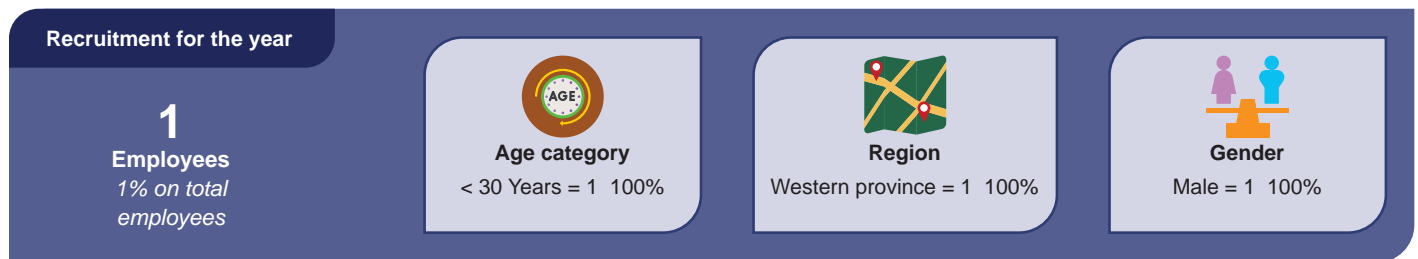 Recruitment for the year
1
Employees
1% on total
employees
AGE
Age category
< 30 Years = 1 100%
Region
Western province = 1 100%
Gender
Male = 1 100%